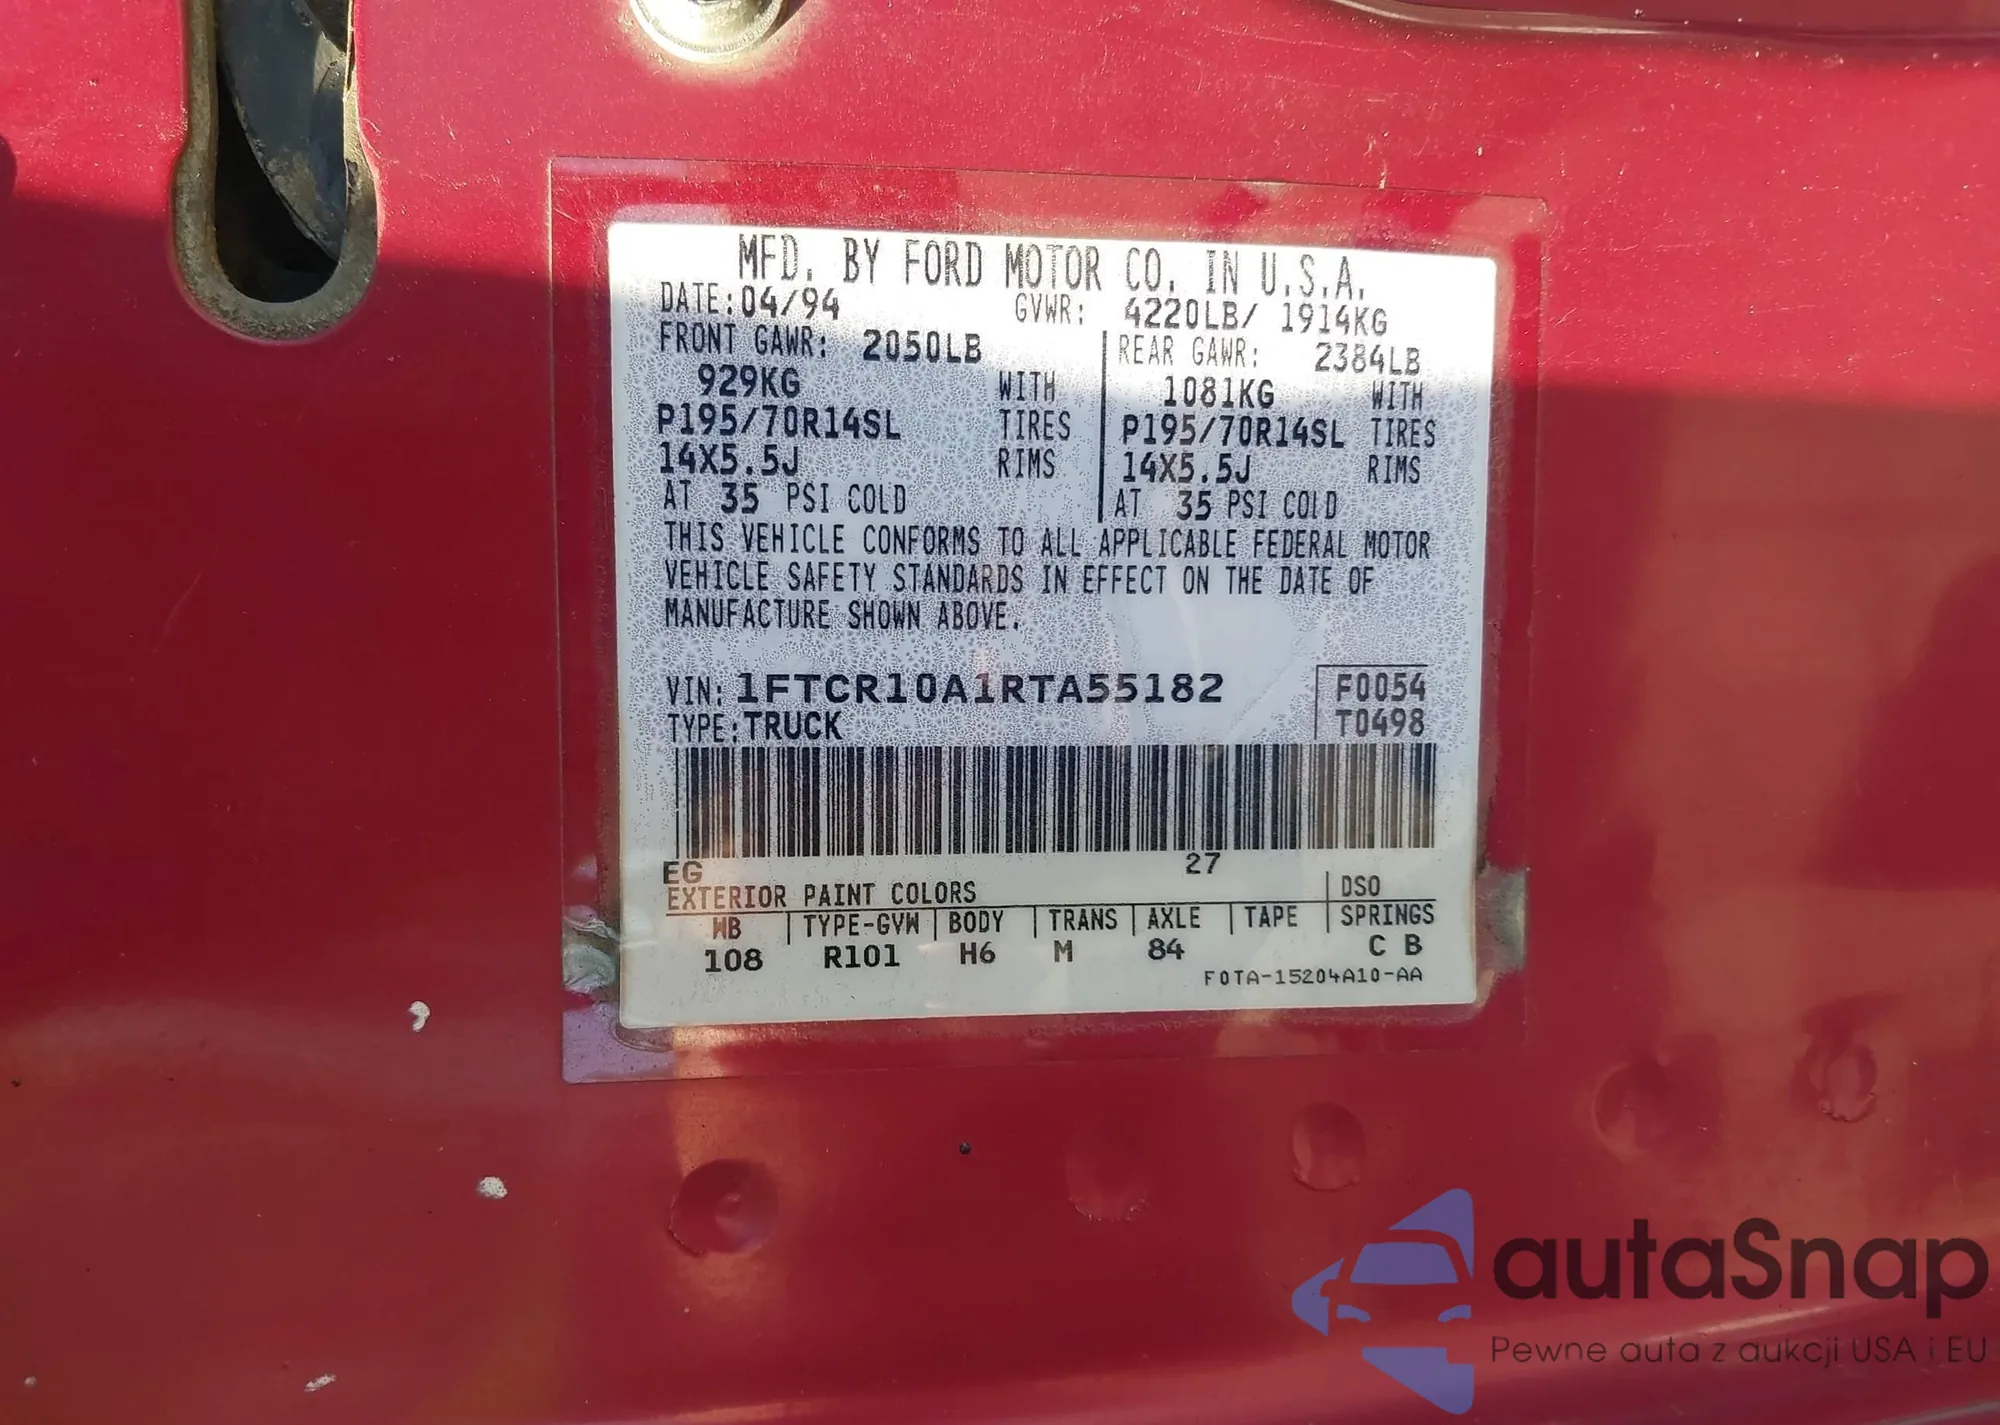 MFD. BY FORD MOTOR CO. IN U.S.A.
DATE: 04/94 GVWR: 4220LB/ 1914KG
FRONT GAWR: 2050LB REAR GAWR: 2384LB
929KG WITH 1081KG WITH
P195/70R14SL TIRES P195/70R14SL TIRES
14X5.5J RIMS 14X5.5J RIMS
AT 35 PSI COLD AT 35 PSI COLD
THIS VEHICLE CONFORMS TO ALL APPLICABLE FEDERAL MOTOR
VEHICLE SAFETY STANDARDS IN EFFECT ON THE DATE OF
MANUFACTURE SHOWN ABOVE.
VIN: 1FTCR10A1RTA55182 F0054
TYPE: TRUCK T0498
EG 27
EXTERIOR PAINT COLORS DSO
WB TYPE-GVW BODY TRANS AXLE TAPE SPRINGS
108 R101 H6 M 84 C B
F0TA-15204A10-AA
autaSnap
Pewne auta z aukcji USA i EU